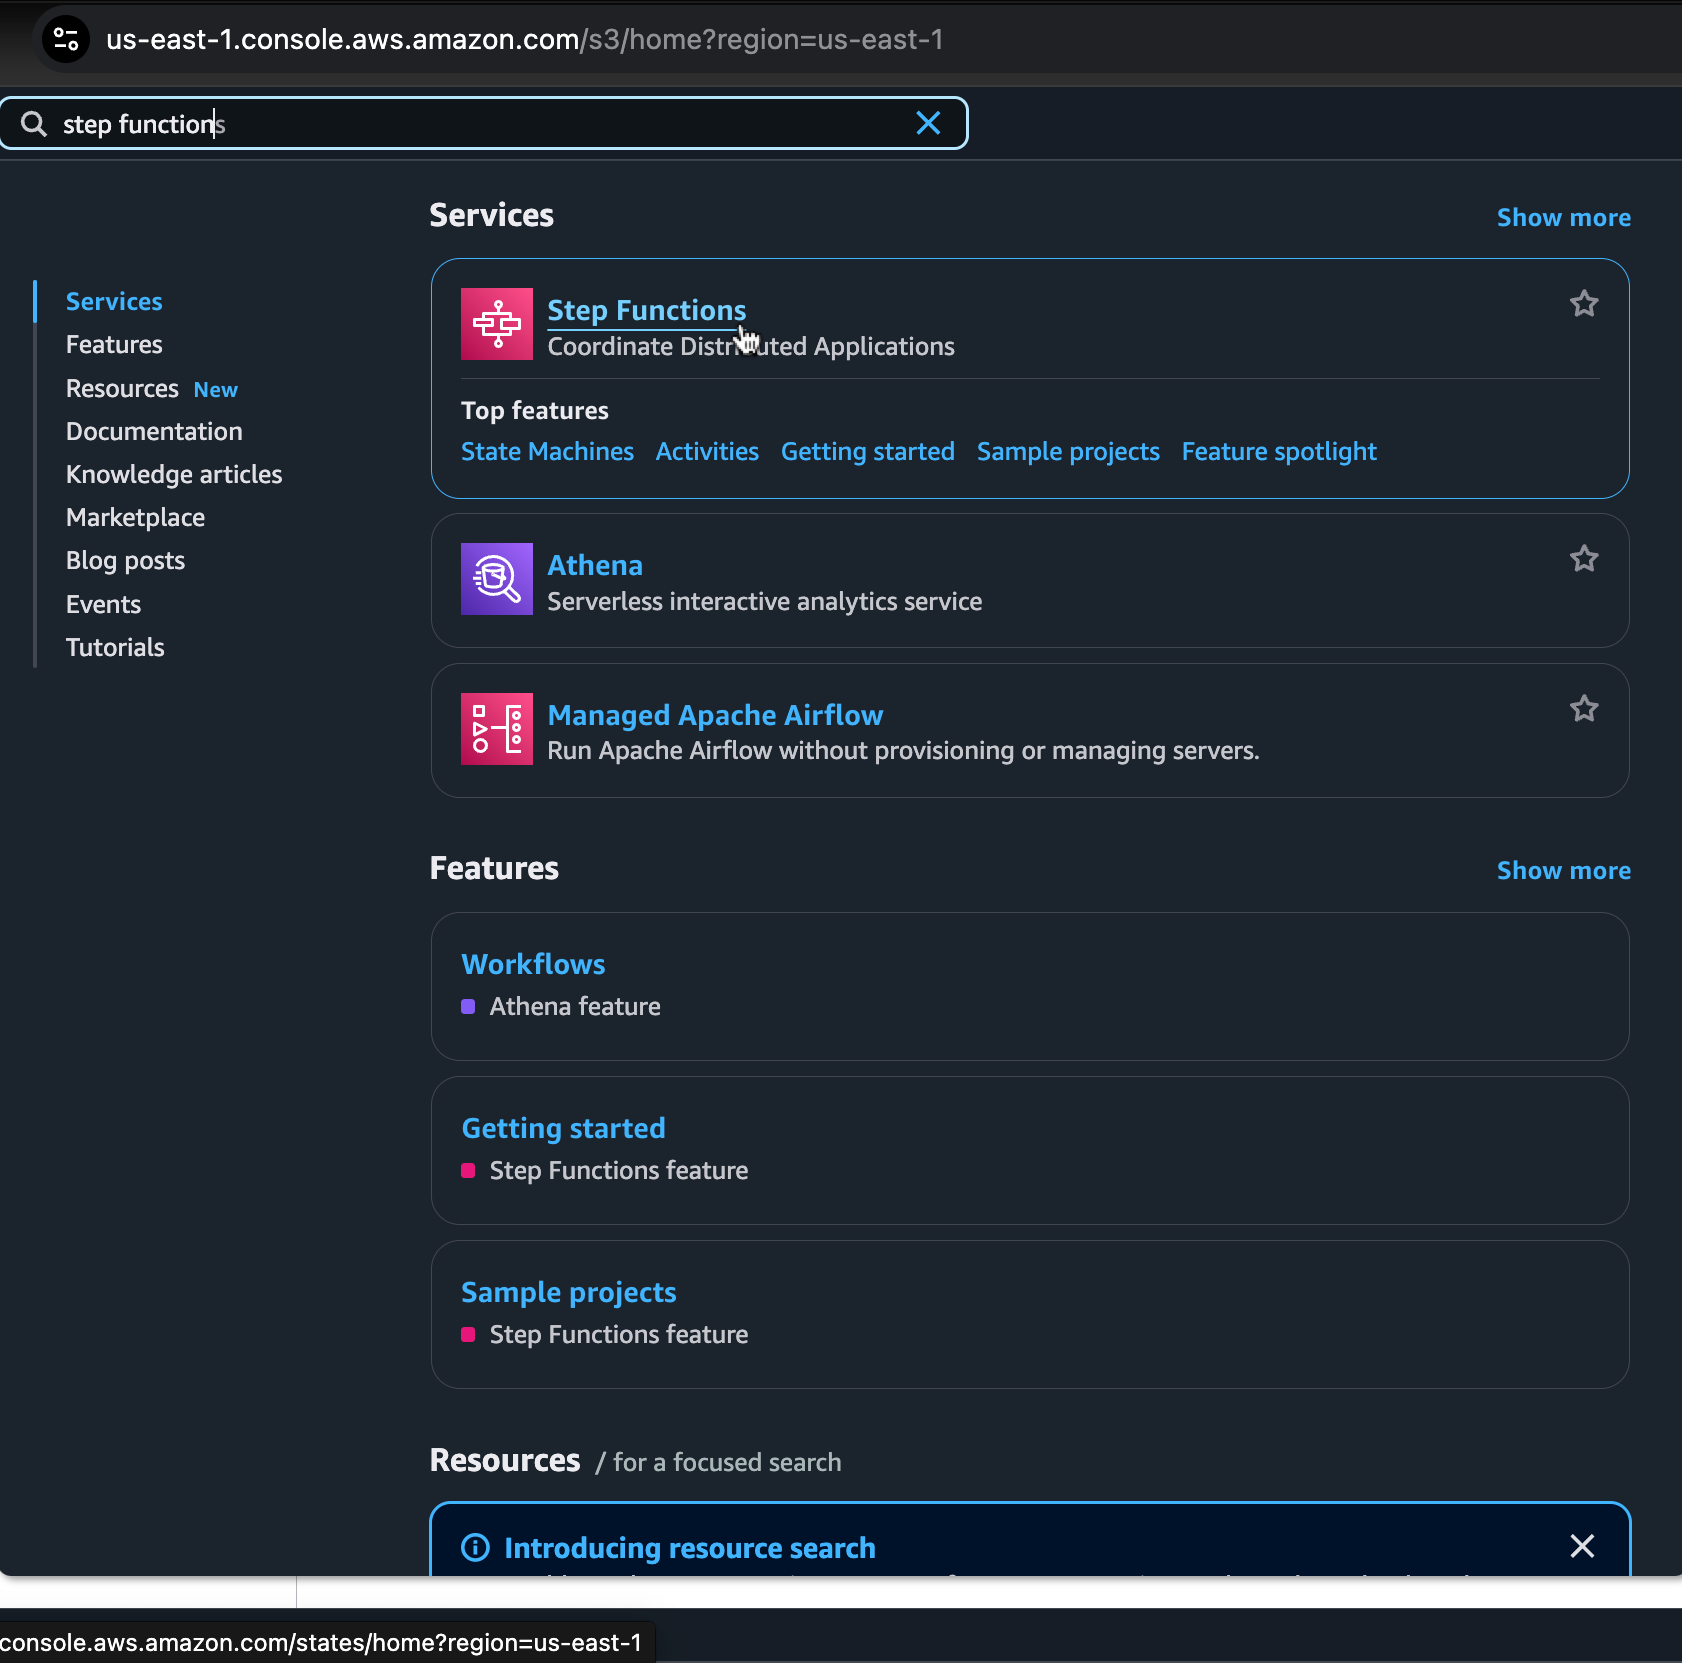 us-east-1.console.aws.amazon.com/s3/home?region=us-east-1
step functions
Services
Show more
Services
Features
Resources New
Documentation
Knowledge articles
Marketplace
Blog posts
Events
Tutorials
Step Functions
Coordinate Distributed Applications
Top features
State Machines Activities Getting started Sample projects Feature spotlight
Athena
Serverless interactive analytics service
Managed Apache Airflow
Run Apache Airflow without provisioning or managing servers.
Features
Show more
Workflows
Athena feature
Getting started
Step Functions feature
Sample projects
Step Functions feature
Resources / for a focused search
Introducing resource search
console.aws.amazon.com/states/home?region=us-east-1